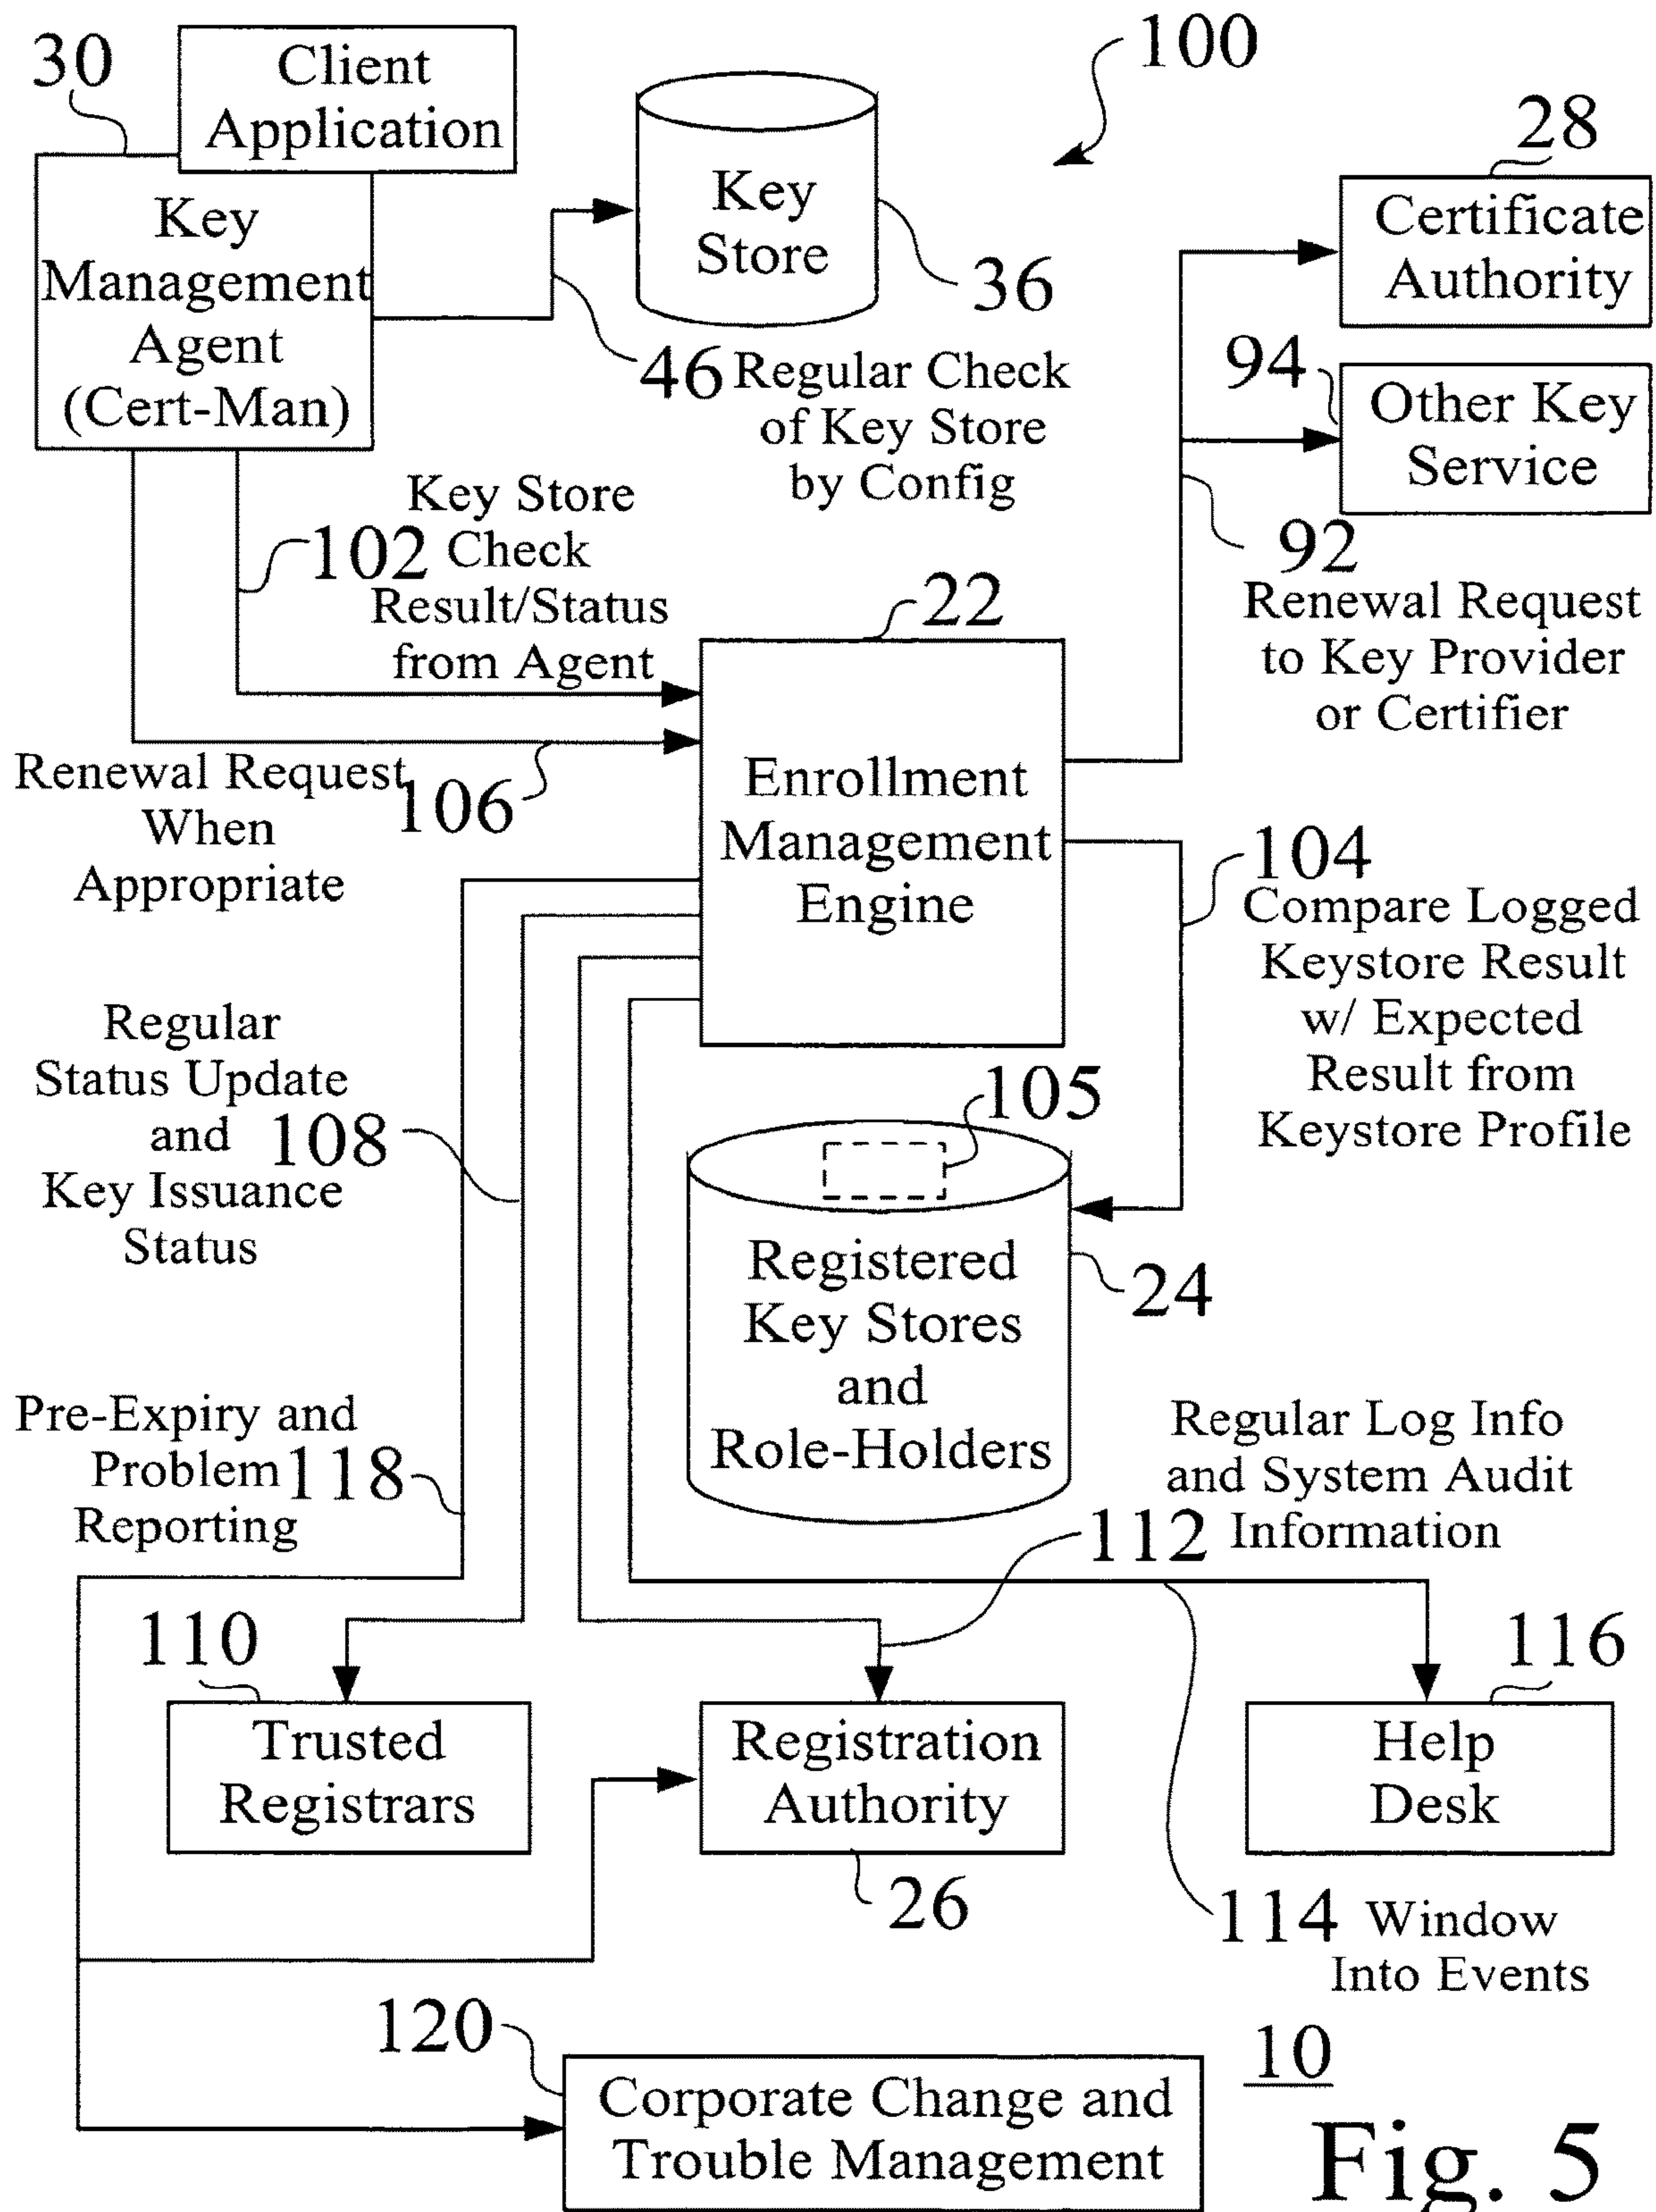 100
30
Client
Application
28
Key
Management
Agent
(Cert-Man)
Key
Store
36
Certificate
Authority
46 Regular Check
of Key Store
by Config
94
Other Key
Service
Key Store
102 Check
Result/Status
from Agent
92
Renewal Request
to Key Provider
or Certifier
22
Renewal Request
When
Appropriate
106
Enrollment
Management
Engine
104
Compare Logged
Keystore Result
w/ Expected
Result from
Keystore Profile
Regular
Status Update
and 108
Key Issuance
Status
105
Registered
Key Stores
and
Role-Holders
24
Pre-Expiry and
Problem 118
Reporting
Regular Log Info
and System Audit
112 Information
110
Trusted
Registrars
Registration
Authority
26
116
Help
Desk
114 Window
Into Events
120
Corporate Change and
Trouble Management
10
Fig. 5